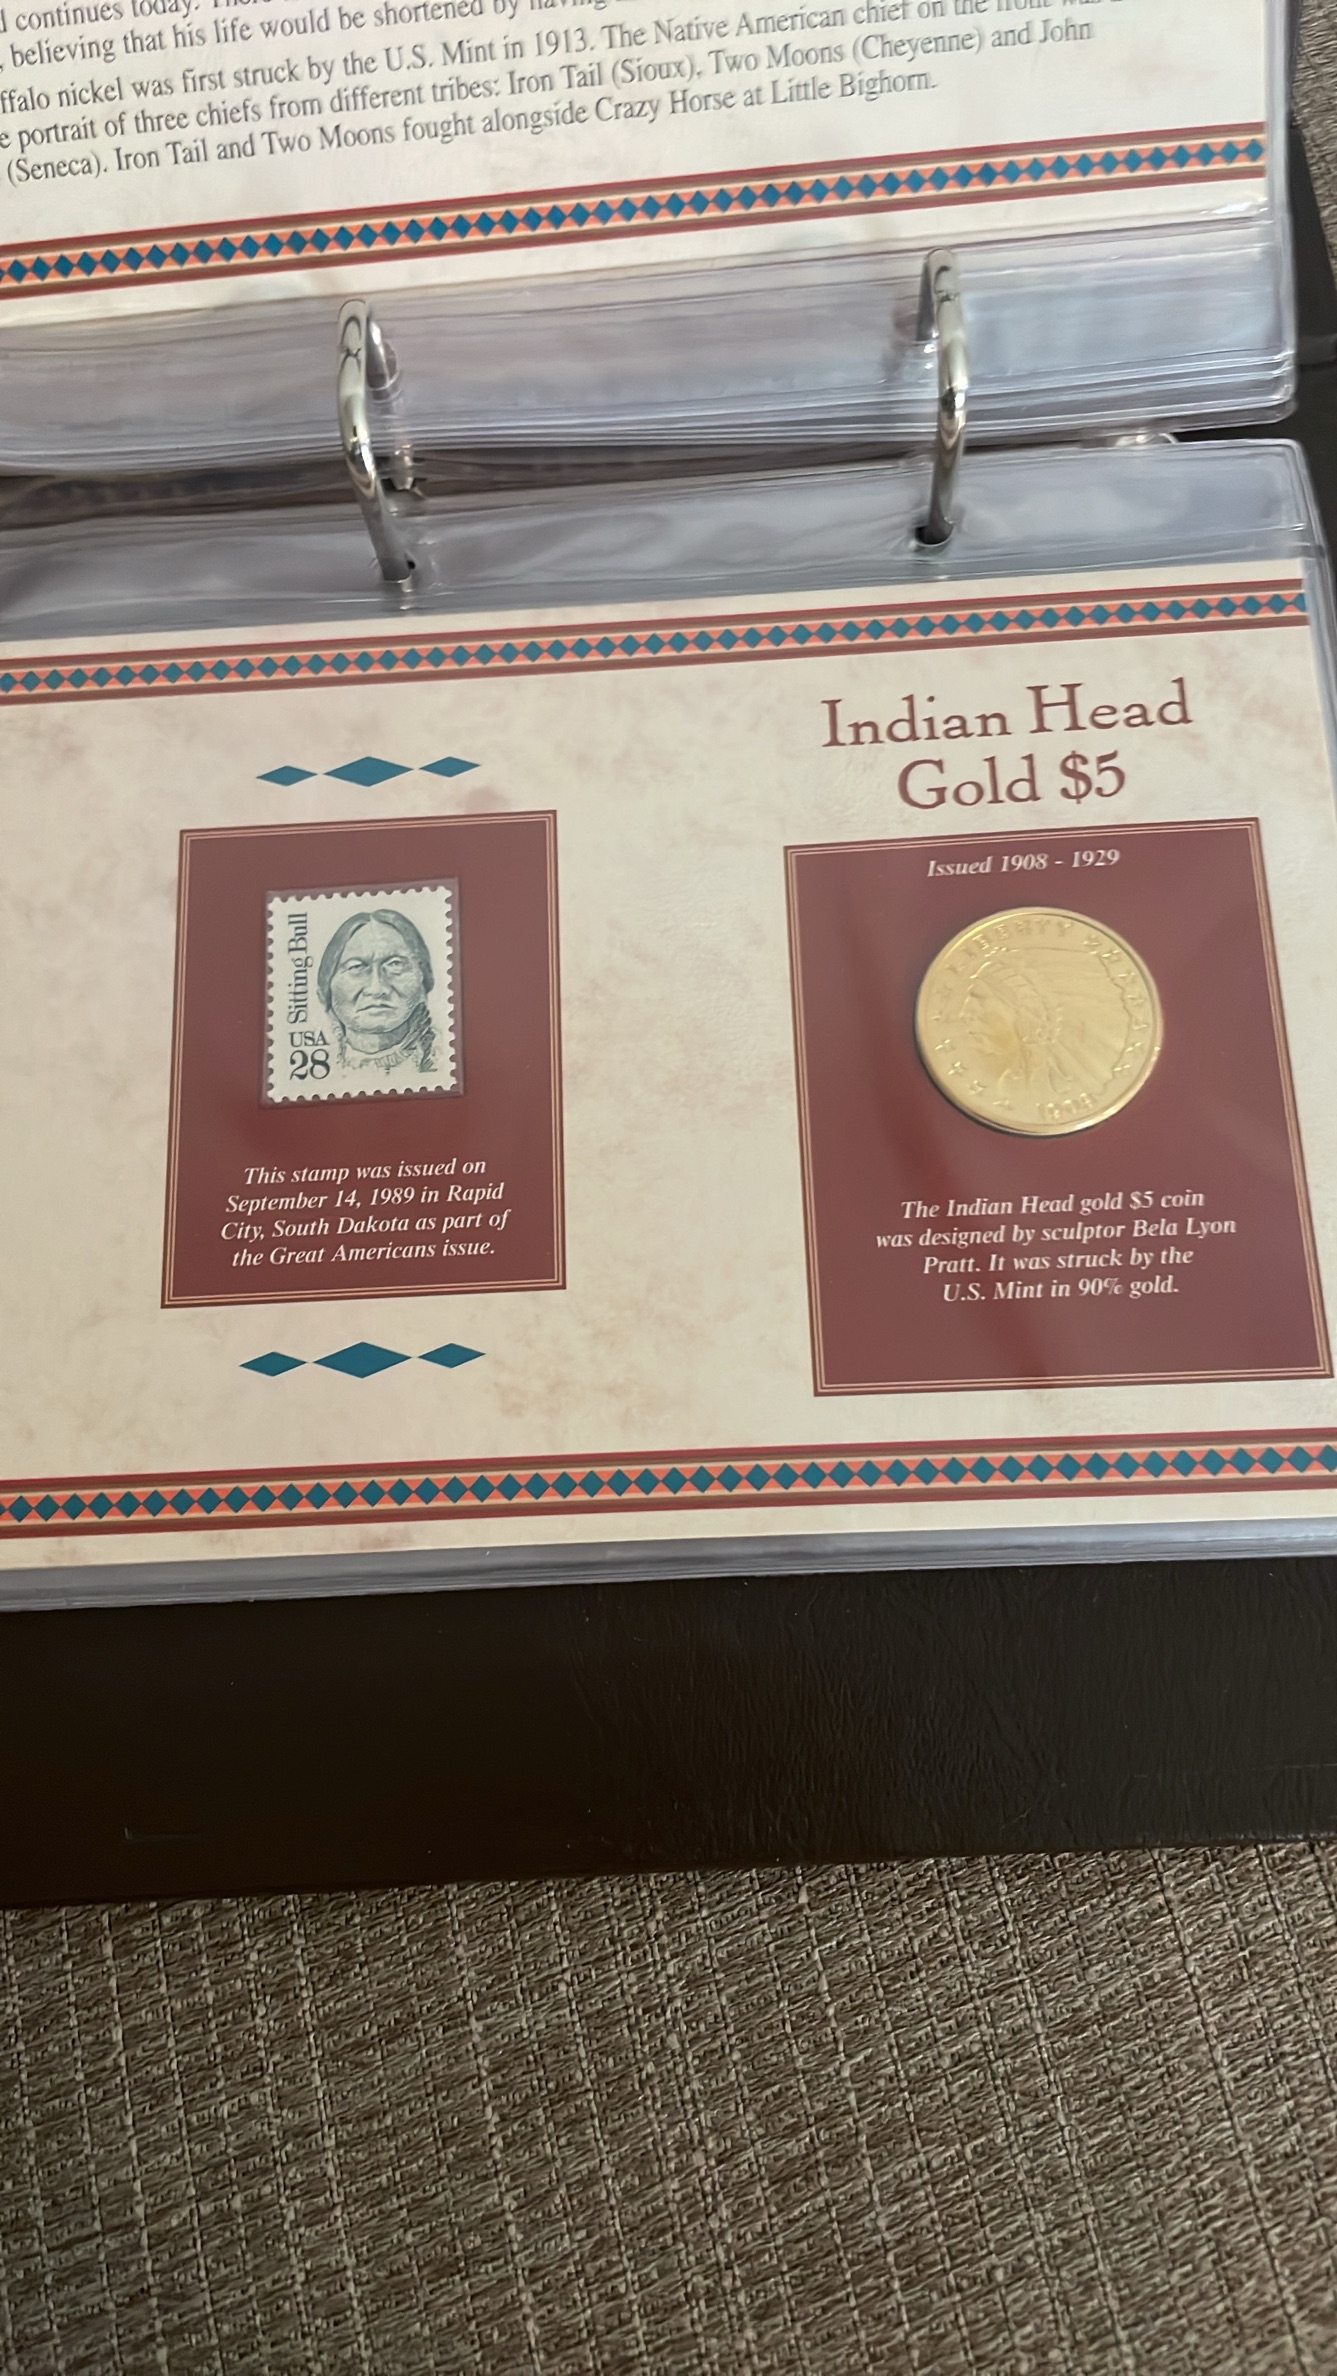 continues today.
believing that his life would be shortened by
ffalo nickel was first struck by the U.S. Mint in 1913. The Native American chief on the front was
e portrait of three chiefs from different tribes: Iron Tail (Sioux), Two Moons (Cheyenne) and John
(Seneca). Iron Tail and Two Moons fought alongside Crazy Horse at Little Bighorn.
Indian Head
Gold $5
Sitting Bull
USA
28
This stamp was issued on
September 14, 1989 in Rapid
City, South Dakota as part of
the Great Americans issue.
Issued 1908 - 1929
LIBERTY
The Indian Head gold $5 coin
was designed by sculptor Bela Lyon
Pratt. It was struck by the
U.S. Mint in 90% gold.